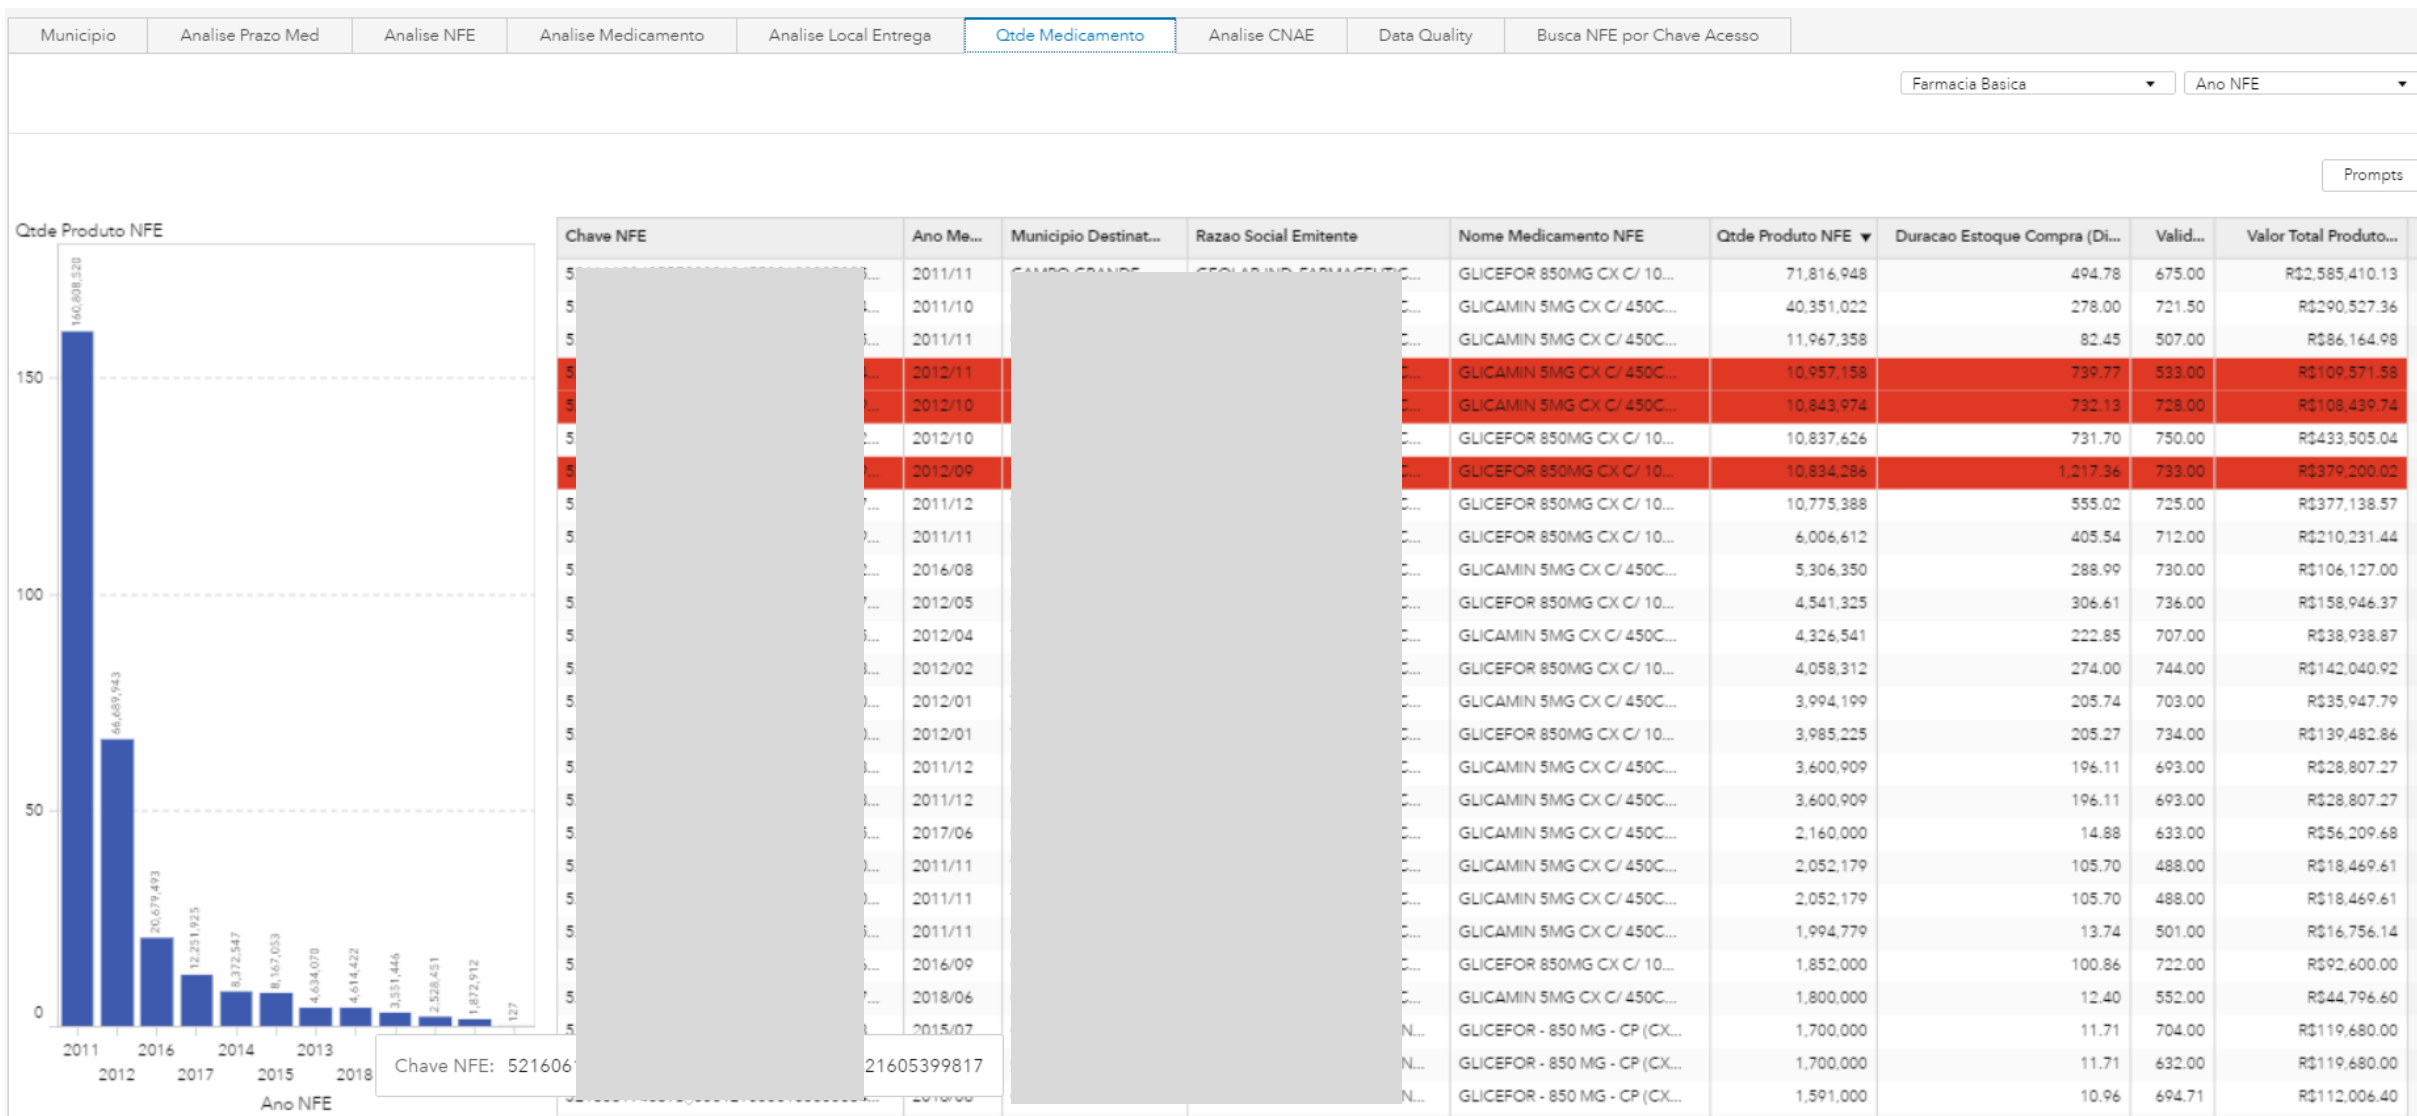 Municipio Analise Prazo Med Analise NFE Analise Medicamento Analise Local Entrega Qtde Medicamento Analise CNAE Data Quality Busca NFE por Chave Acesso
Farmacia Basica Ano NFE
Prompts
Qtde Produto NFE
160,808,520
66,689,943
20,679,493
12,251,925
8,372,547
8,167,053
4,634,070
4,614,422
3,551,446
2,528,451
1,872,912
127
150
100
50
0
2011 2016 2014 2013
2012 2017 2015 2018
Ano NFE
Chave NFE Ano Me... Municipio Destinat... Razao Social Emitente Nome Medicamento NFE Qtde Produto NFE Duracao Estoque Compra (Di... Valid... Valor Total Produto...
2011/11 CAMPO GRANDE GEOLAB IND. FARMACEUTIC... GLICEFOR 850MG CX C/ 10... 71,816,948 494.78 675.00 R$2,585,410.13
2011/10 GLICAMIN 5MG CX C/ 450C... 40,351,022 278.00 721.50 R$290,527.36
2011/11 GLICAMIN 5MG CX C/ 450C... 11,967,358 82.45 507.00 R$86,164.98
2012/11 GLICAMIN 5MG CX C/ 450C... 10,957,158 739.77 533.00 R$109,571.58
2012/10 GLICAMIN 5MG CX C/ 450C... 10,843,974 732.13 728.00 R$108,439.74
2012/10 GLICEFOR 850MG CX C/ 10... 10,837,626 731.70 750.00 R$433,505.04
2012/09 GLICEFOR 850MG CX C/ 10... 10,834,286 1,217.36 733.00 R$379,200.02
2011/12 GLICEFOR 850MG CX C/ 10... 10,775,388 555.02 725.00 R$377,138.57
2011/11 GLICEFOR 850MG CX C/ 10... 6,006,612 405.54 712.00 R$210,231.44
2016/08 GLICAMIN 5MG CX C/ 450C... 5,306,350 288.99 730.00 R$106,127.00
2012/05 GLICEFOR 850MG CX C/ 10... 4,541,325 306.61 736.00 R$158,946.37
2012/04 GLICAMIN 5MG CX C/ 450C... 4,326,541 222.85 707.00 R$38,938.87
2012/02 GLICEFOR 850MG CX C/ 10... 4,058,312 274.00 744.00 R$142,040.92
2012/01 GLICAMIN 5MG CX C/ 450C... 3,994,199 205.74 703.00 R$35,947.79
2012/01 GLICEFOR 850MG CX C/ 10... 3,985,225 205.27 734.00 R$139,482.86
2011/12 GLICAMIN 5MG CX C/ 450C... 3,600,909 196.11 693.00 R$28,807.27
2011/12 GLICAMIN 5MG CX C/ 450C... 3,600,909 196.11 693.00 R$28,807.27
2017/06 GLICAMIN 5MG CX C/ 450C... 2,160,000 14.88 633.00 R$56,209.68
2011/11 GLICAMIN 5MG CX C/ 450C... 2,052,179 105.70 488.00 R$18,469.61
2011/11 GLICAMIN 5MG CX C/ 450C... 2,052,179 105.70 488.00 R$18,469.61
2011/11 GLICAMIN 5MG CX C/ 450C... 1,994,779 13.74 501.00 R$16,756.14
2016/09 GLICEFOR 850MG CX C/ 10... 1,852,000 100.86 722.00 R$92,600.00
2018/06 GLICAMIN 5MG CX C/ 450C... 1,800,000 12.40 552.00 R$44,796.60
2015/07 GLICEFOR - 850 MG - CP (CX... 1,700,000 11.71 704.00 R$119,680.00
GLICEFOR - 850 MG - CP (CX... 1,700,000 11.71 632.00 R$119,680.00
GLICEFOR - 850 MG - CP (CX... 1,591,000 10.96 694.71 R$112,006.40
Chave NFE: 521606 21605399817